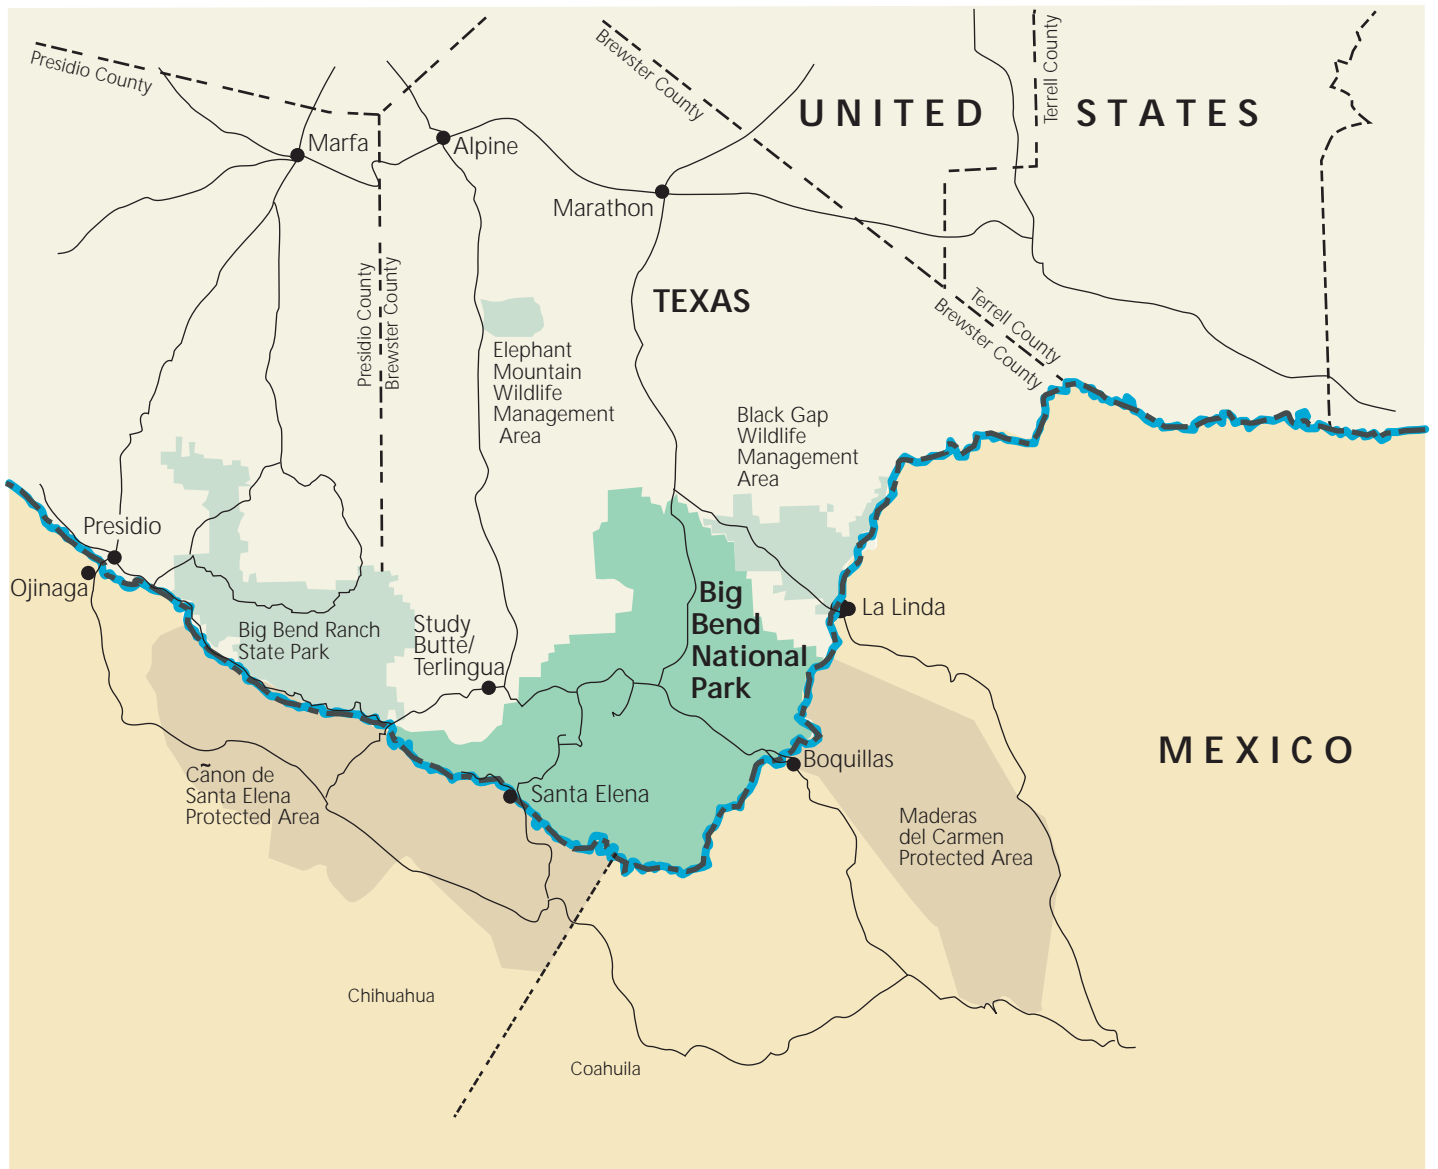 Presidio County
Brewster County
Terrell County
UNITED STATES
Marfa
Alpine
Marathon
Presidio County
Brewster County
TEXAS
Terrell County
Brewster County
Elephant
Mountain
Wildlife
Management
Area
Black Gap
Wildlife
Management
Area
Presidio
Ojinaga
Big Bend Ranch
State Park
Study
Butte/
Terlingua
Big
Bend
National
Park
La Linda
MEXICO
Boquillas
Cañon de
Santa Elena
Protected Area
Santa Elena
Maderas
del Carmen
Protected Area
Chihuahua
Coahuila